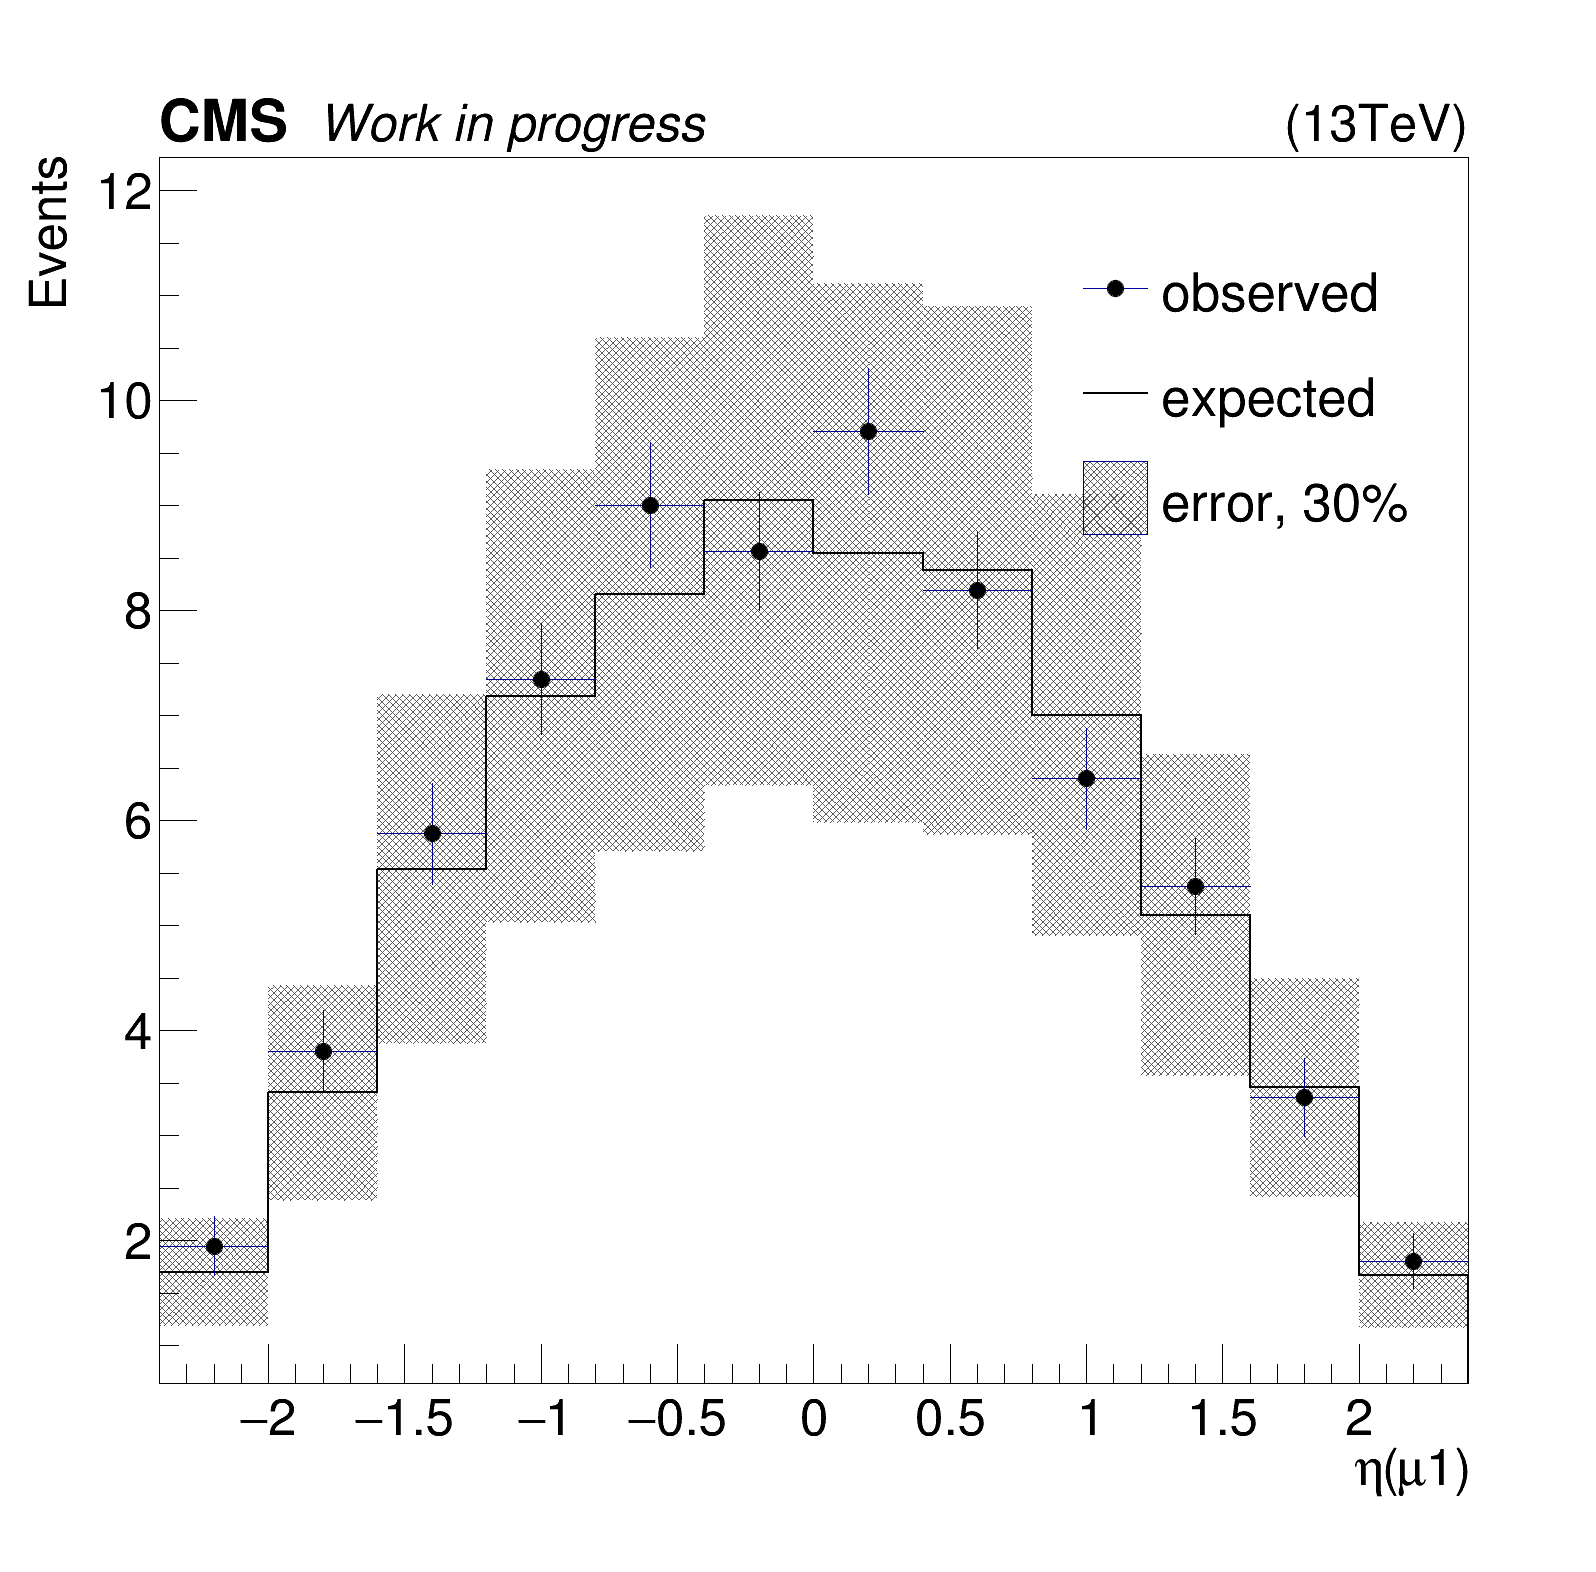 CMS Work in progress (13TeV)
Events
12
10
8
6
4
2
observed
expected
error, 30%
−2 −1.5 −1 −0.5 0 0.5 1 1.5 2
η(μ1)